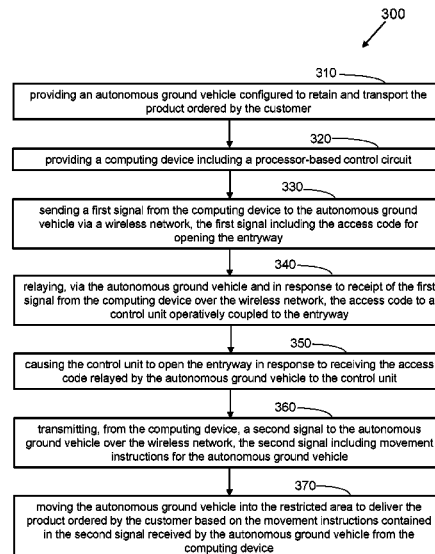 300
310
providing an autonomous ground vehicle configured to retain and transport the
product ordered by the customer
320
providing a computing device including a processor-based control circuit
330
sending a first signal from the computing device to the autonomous ground
vehicle via a wireless network, the first signal including the access code for
opening the entryway
340
relaying, via the autonomous ground vehicle and in response to receipt of the first
signal from the computing device over the wireless network, the access code to a
control unit operatively coupled to the entryway
350
causing the control unit to open the entryway in response to receiving the access
code relayed by the autonomous ground vehicle to the control unit
360
transmitting, from the computing device, a second signal to the autonomous
ground vehicle over the wireless network, the second signal including movement
instructions for the autonomous ground vehicle
370
moving the autonomous ground vehicle into the restricted area to deliver the
product ordered by the customer based on the movement instructions contained
in the second signal received by the autonomous ground vehicle from the
computing device